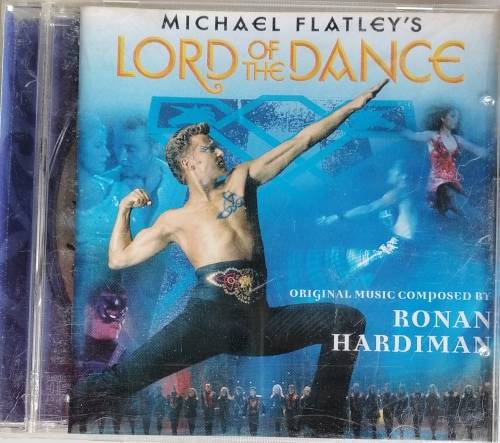 MICHAEL FLATLEY'S
LORD OF THE DANCE
ORIGINAL MUSIC COMPOSED BY
RONAN
HARDIMAN